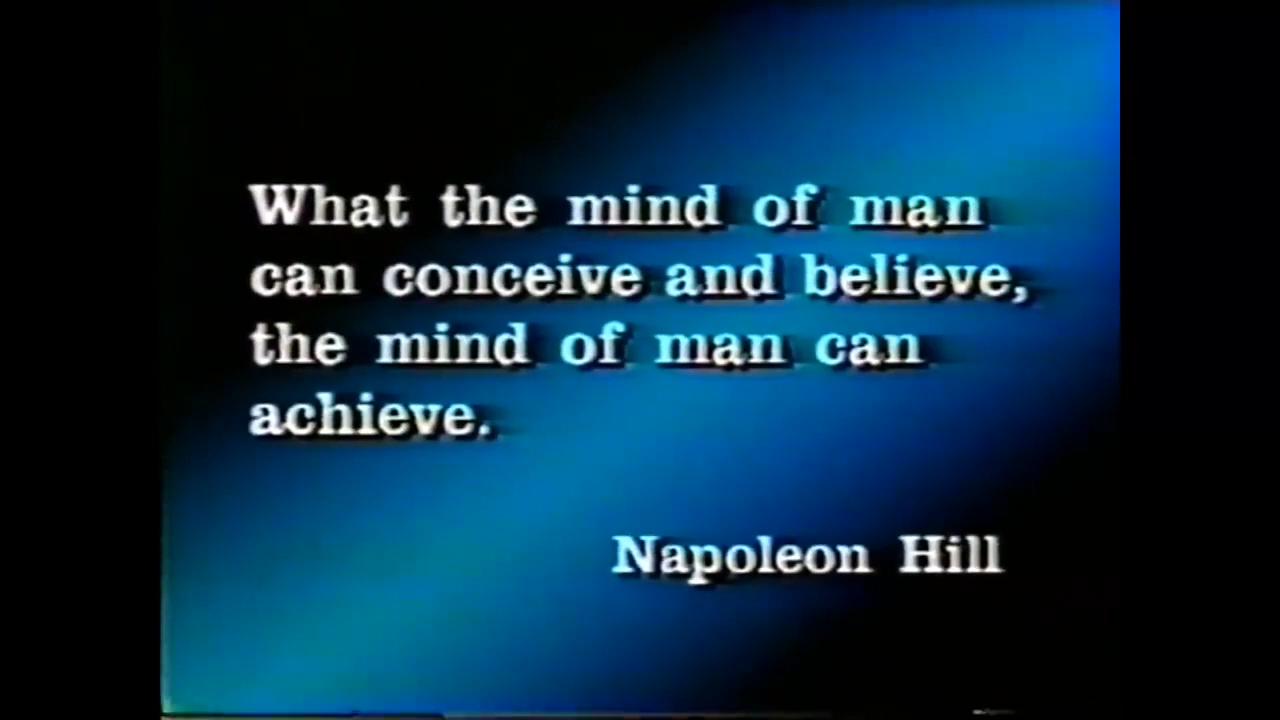 What the mind of man
can conceive and believe,
the mind of man can
achieve.
Napoleon Hill